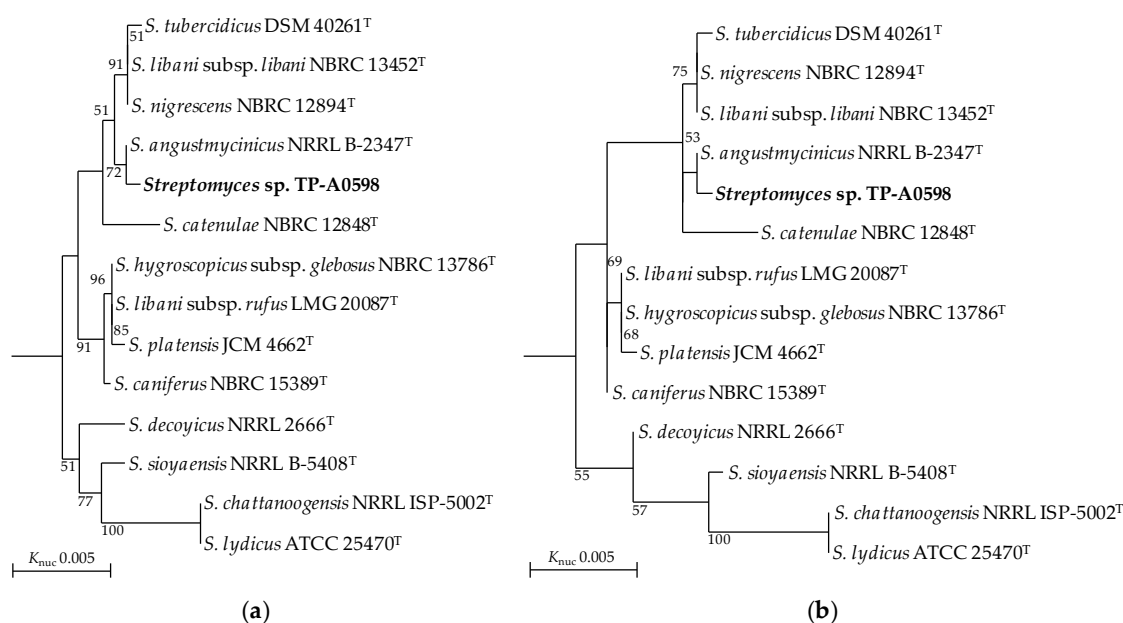 S. tubercidicus DSM 40261T
51
91
S. libani subsp. libani NBRC 13452T
S. nigrescens NBRC 12894T
51
S. angustmycinicus NRRL B-2347T
72
Streptomyces sp. TP-A0598
S. catenulae NBRC 12848T
S. hygroscopicus subsp. glebosus NBRC 13786T
96
S. libani subsp. rufus LMG 20087T
85
S. platensis JCM 4662T
91
S. caniferus NBRC 15389T
S. decoyicus NRRL 2666T
51
S. sioyaensis NRRL B-5408T
77
S. chattanoogensis NRRL ISP-5002T
100
S. lydicus ATCC 25470T
Knuc 0.005
(a)
S. tubercidicus DSM 40261T
75
S. nigrescens NBRC 12894T
S. libani subsp. libani NBRC 13452T
53
S. angustmycinicus NRRL B-2347T
Streptomyces sp. TP-A0598
S. catenulae NBRC 12848T
69
S. libani subsp. rufus LMG 20087T
S. hygroscopicus subsp. glebosus NBRC 13786T
68
S. platensis JCM 4662T
S. caniferus NBRC 15389T
S. decoyicus NRRL 2666T
55
S. sioyaensis NRRL B-5408T
57
S. chattanoogensis NRRL ISP-5002T
100
S. lydicus ATCC 25470T
Knuc 0.005
(b)